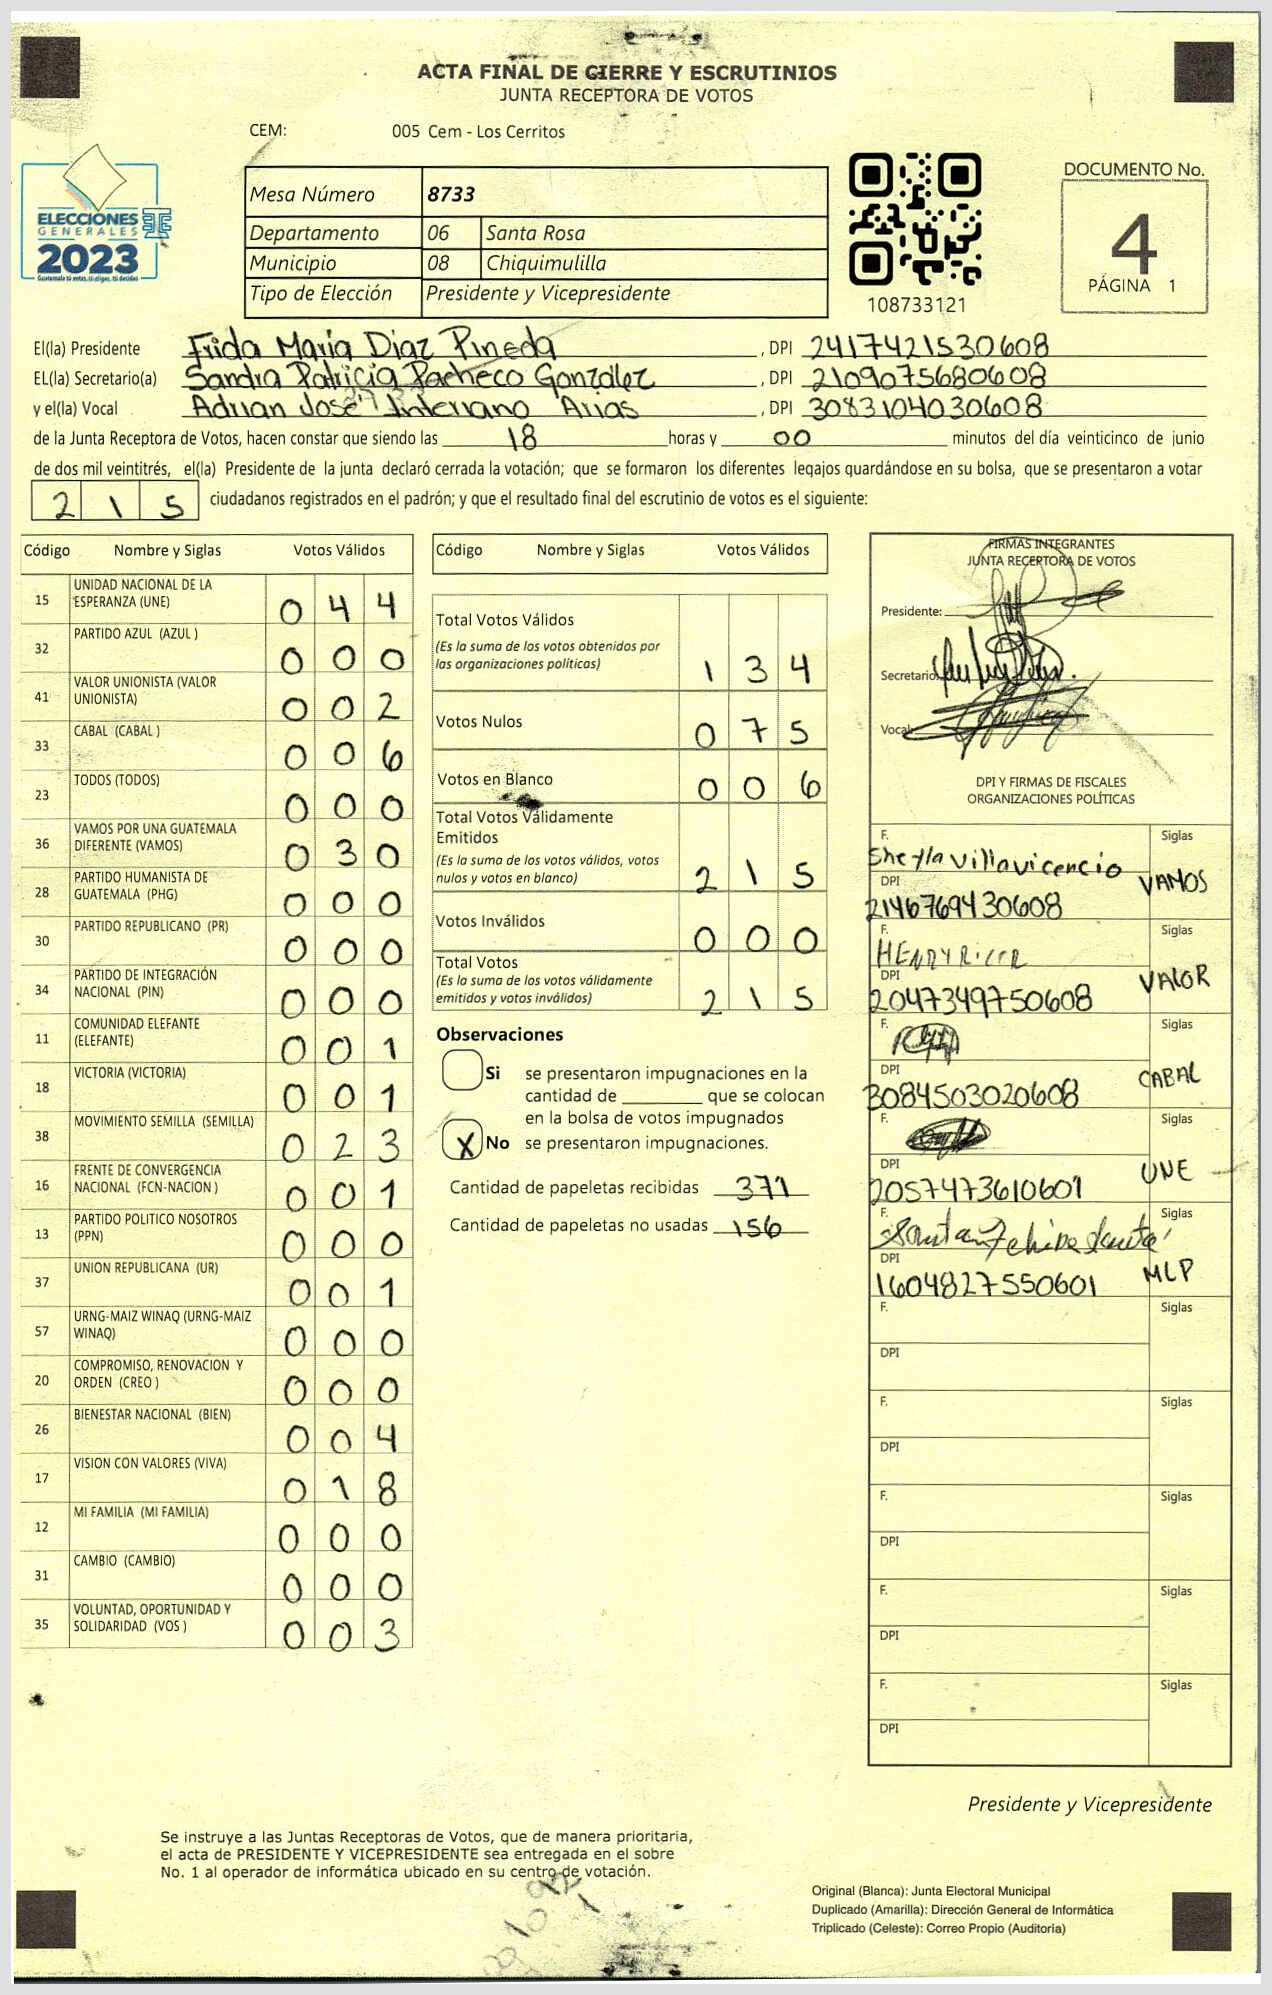 ACTA FINAL DE CIERRE Y ESCRUTINIOS
JUNTA RECEPTORA DE VOTOS
CEM: 005 Cem - Los Cerritos
ELECCIONES
GENERALES
2023
Guatemala tú votas, tú eliges, tú decides
Mesa Número 8733
Departamento 06 Santa Rosa
Municipio 08 Chiquimulilla
Tipo de Elección Presidente y Vicepresidente
108733121
DOCUMENTO No.
4
PÁGINA 1
El(la) Presidente Frida María Diaz Pineda , DPI 2417421530608
EL(la) Secretario(a) Sandra Patricia Pacheco González , DPI 2109075680608
y el(la) Vocal Adrian José Interiano Arias , DPI 3083104030608
de la Junta Receptora de Votos, hacen constar que siendo las 18 horas y 00 minutos del día veinticinco de junio
de dos mil veintitrés, el(la) Presidente de la junta declaró cerrada la votación; que se formaron los diferentes legajos quardándose en su bolsa, que se presentaron a votar
2 1 5 ciudadanos registrados en el padrón; y que el resultado final del escrutinio de votos es el siguiente:
Código Nombre y Siglas Votos Válidos
15 UNIDAD NACIONAL DE LA
ESPERANZA (UNE) 0 4 4
32 PARTIDO AZUL (AZUL ) 0 0 0
41 VALOR UNIONISTA (VALOR
UNIONISTA) 0 0 2
33 CABAL (CABAL ) 0 0 6
23 TODOS (TODOS) 0 0 0
36 VAMOS POR UNA GUATEMALA
DIFERENTE (VAMOS) 0 3 0
28 PARTIDO HUMANISTA DE
GUATEMALA (PHG) 0 0 0
30 PARTIDO REPUBLICANO (PR) 0 0 0
34 PARTIDO DE INTEGRACIÓN
NACIONAL (PIN) 0 0 0
11 COMUNIDAD ELEFANTE
(ELEFANTE) 0 0 1
18 VICTORIA (VICTORIA) 0 0 1
38 MOVIMIENTO SEMILLA (SEMILLA) 0 2 3
16 FRENTE DE CONVERGENCIA
NACIONAL (FCN-NACION ) 0 0 1
13 PARTIDO POLITICO NOSOTROS
(PPN) 0 0 0
37 UNION REPUBLICANA (UR) 0 0 1
57 URNG-MAIZ WINAQ (URNG-MAIZ
WINAQ) 0 0 0
20 COMPROMISO, RENOVACION Y
ORDEN (CREO ) 0 0 0
26 BIENESTAR NACIONAL (BIEN) 0 0 4
17 VISION CON VALORES (VIVA) 0 1 8
12 MI FAMILIA (MI FAMILIA) 0 0 0
31 CAMBIO (CAMBIO) 0 0 0
35 VOLUNTAD, OPORTUNIDAD Y
SOLIDARIDAD (VOS ) 0 0 3
Código Nombre y Siglas Votos Válidos
Total Votos Válidos
(Es la suma de los votos obtenidos por
las organizaciones políticas) 1 3 4
Votos Nulos 0 7 5
Votos en Blanco 0 0 6
Total Votos Válidamente
Emitidos
(Es la suma de los votos válidos, votos
nulos y votos en blanco) 2 1 5
Votos Inválidos 0 0 0
Total Votos
(Es la suma de los votos válidamente
emitidos y votos inválidos) 2 1 5
Observaciones
Si se presentaron impugnaciones en la
cantidad de ________ que se colocan
en la bolsa de votos impugnados
X No se presentaron impugnaciones.
Cantidad de papeletas recibidas 371
Cantidad de papeletas no usadas 156
FIRMAS INTEGRANTES
JUNTA RECEPTORA DE VOTOS
Presidente:
Secretario:
Vocal:
DPI Y FIRMAS DE FISCALES
ORGANIZACIONES POLÍTICAS
F. Siglas
Sheyla Villavicencio VAMOS
DPI
2146769430608
F. Siglas
HENRY VALOR
DPI
2047349750608
F. Siglas
CABAL
DPI
3084503020608
F. Siglas
UNE
DPI
2057473610601
F. Siglas
MLP
DPI
1604827550601
F. Siglas
DPI
F. Siglas
DPI
F. Siglas
DPI
F. Siglas
DPI
F. Siglas
DPI
Presidente y Vicepresidente
Se instruye a las Juntas Receptoras de Votos, que de manera prioritaria,
el acta de PRESIDENTE Y VICEPRESIDENTE sea entregada en el sobre
No. 1 al operador de informática ubicado en su centro de votación.
Original (Blanca): Junta Electoral Municipal
Duplicado (Amarilla): Dirección General de Informática
Triplicado (Celeste): Correo Propio (Auditoría)